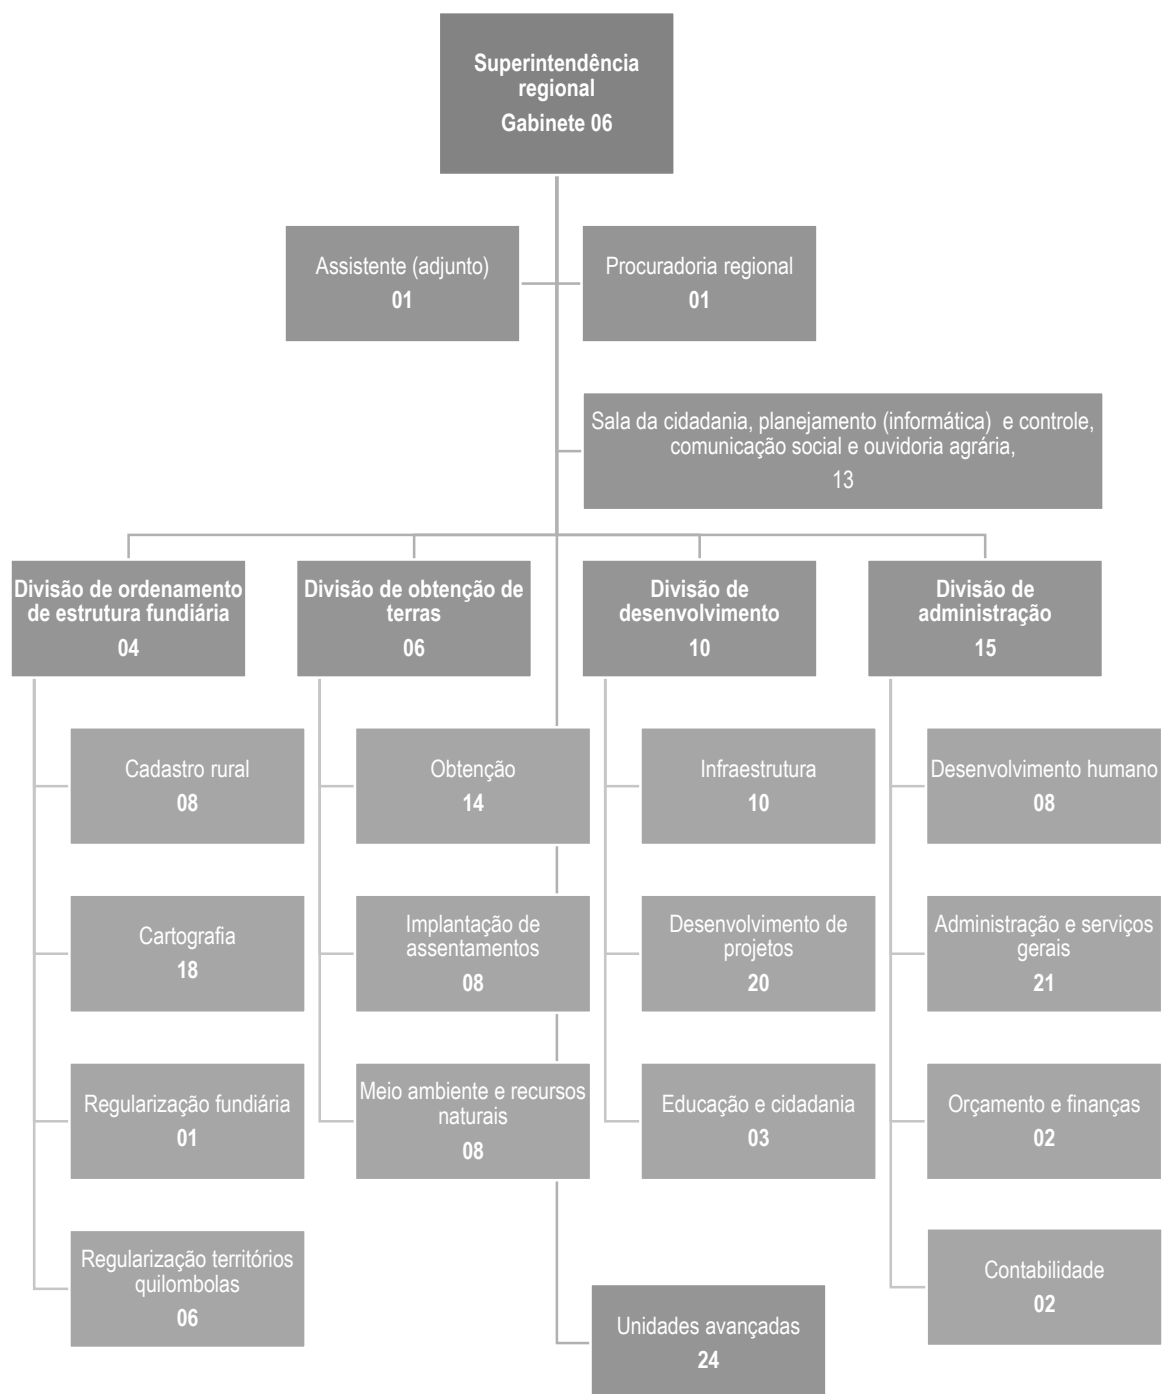 Superintendência
regional
Gabinete 06
Assistente (adjunto)
01
Procuradoria regional
01
Sala da cidadania, planejamento (informática) e controle,
comunicação social e ouvidoria agrária,
13
Divisão de ordenamento
de estrutura fundiária
04
Divisão de obtenção de
terras
06
Divisão de
desenvolvimento
10
Divisão de
administração
15
Cadastro rural
08
Obtenção
14
Infraestrutura
10
Desenvolvimento humano
08
Cartografia
18
Implantação de
assentamentos
08
Desenvolvimento de
projetos
20
Administração e serviços
gerais
21
Regularização fundiária
01
Meio ambiente e recursos
naturais
08
Educação e cidadania
03
Orçamento e finanças
02
Regularização territórios
quilombolas
06
Contabilidade
02
Unidades avançadas
24